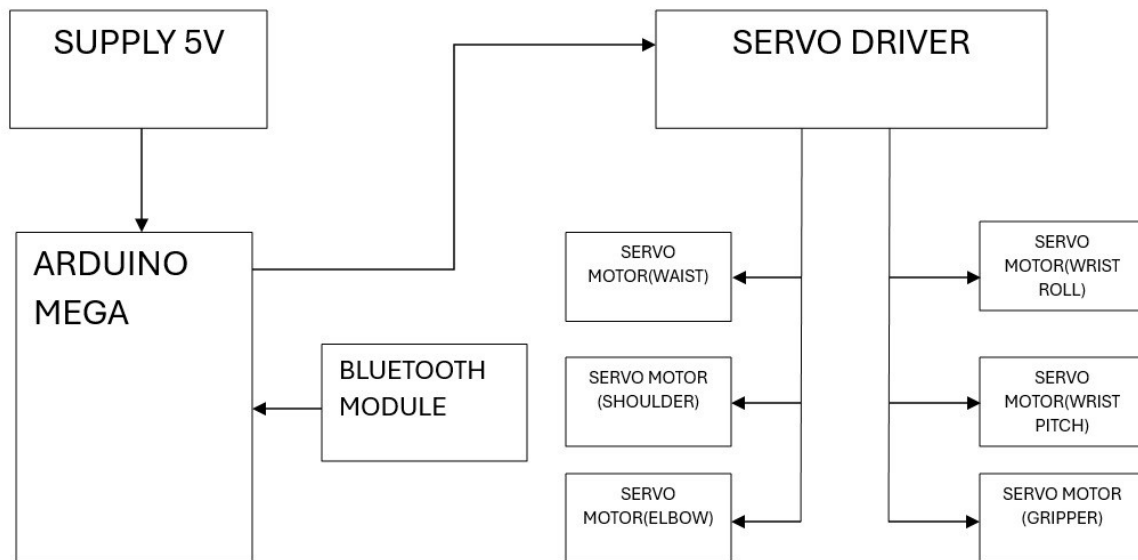 SUPPLY 5V
SERVO DRIVER
ARDUINO
MEGA
BLUETOOTH
MODULE
SERVO
MOTOR(WAIST)
SERVO MOTOR
(SHOULDER)
SERVO
MOTOR(ELBOW)
SERVO
MOTOR(WRIST
ROLL)
SERVO
MOTOR(WRIST
PITCH)
SERVO MOTOR
(GRIPPER)